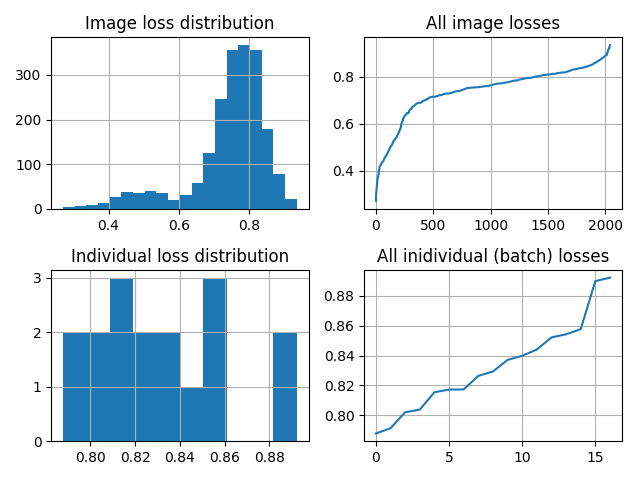 Image loss distribution
300
200
100
0
0.4 0.6 0.8
All image losses
0.8
0.6
0.4
0 500 1000 1500 2000
Individual loss distribution
3
2
1
0
0.80 0.82 0.84 0.86 0.88
All inidividual (batch) losses
0.88
0.86
0.84
0.82
0.80
0 5 10 15